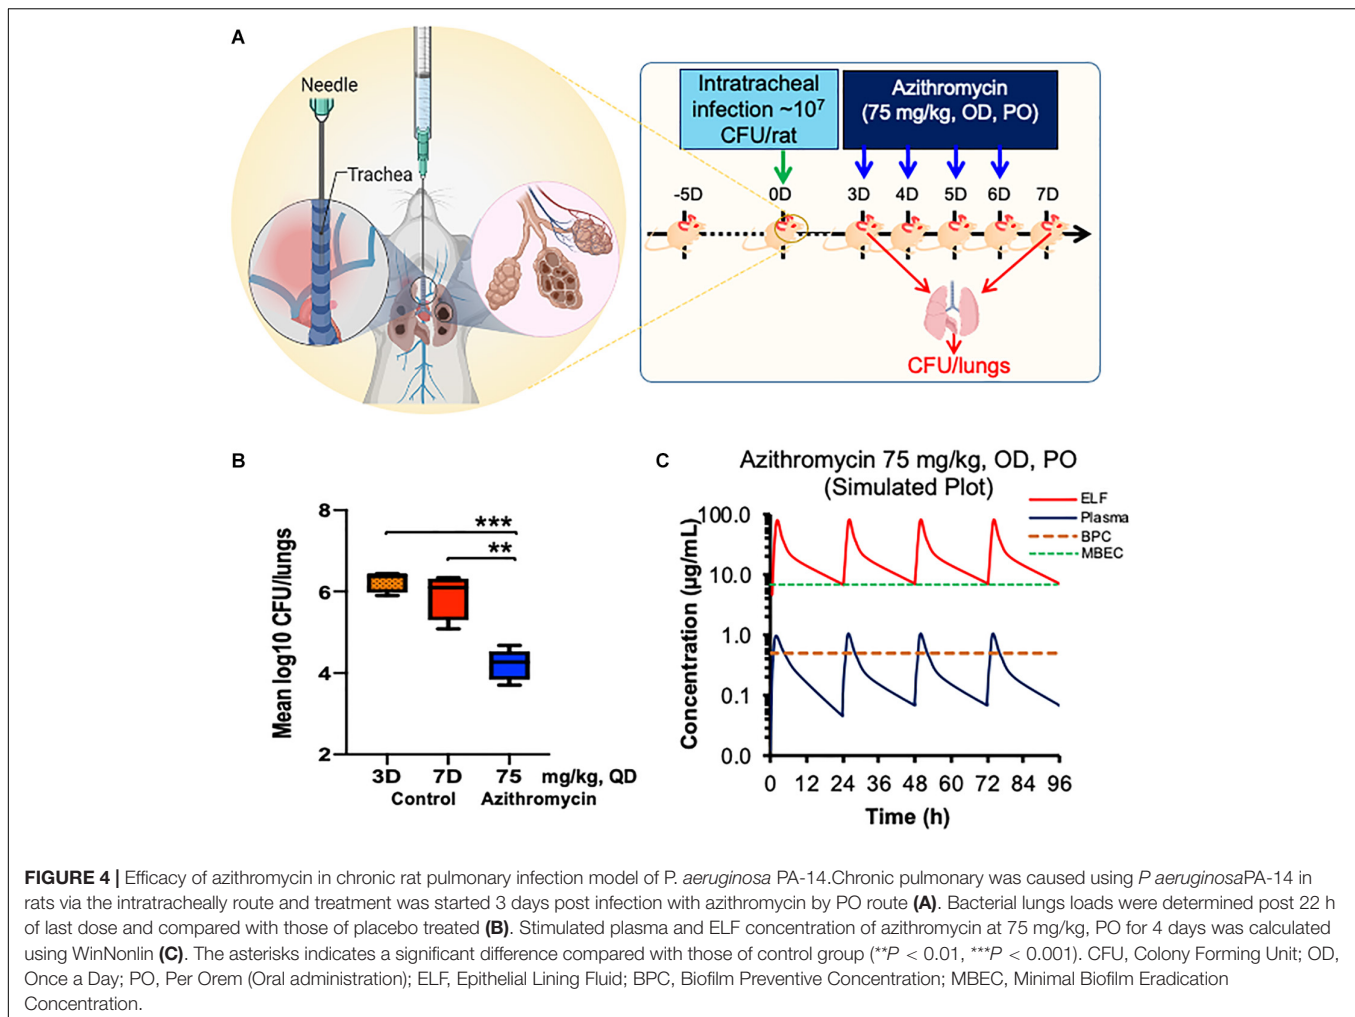 A
Needle
Trachea
Intratracheal
infection ~10⁷
CFU/rat
Azithromycin
(75 mg/kg, OD, PO)
-5D 0D 3D 4D 5D 6D 7D
CFU/lungs
B
Mean log10 CFU/lungs
8
6
4
2
***
**
3D 7D 75 mg/kg, QD
Control Azithromycin
C
Azithromycin 75 mg/kg, OD, PO
(Simulated Plot)
ELF
Plasma
BPC
MBEC
Concentration (µg/mL)
100.0
10.0
1.0
0.1
0.0
0 12 24 36 48 60 72 84 96
Time (h)
FIGURE 4 | Efficacy of azithromycin in chronic rat pulmonary infection model of P. aeruginosa PA-14.Chronic pulmonary was caused using P aeruginosaPA-14 in
rats via the intratracheally route and treatment was started 3 days post infection with azithromycin by PO route (A). Bacterial lungs loads were determined post 22 h
of last dose and compared with those of placebo treated (B). Stimulated plasma and ELF concentration of azithromycin at 75 mg/kg, PO for 4 days was calculated
using WinNonlin (C). The asterisks indicates a significant difference compared with those of control group (**P < 0.01, ***P < 0.001). CFU, Colony Forming Unit; OD,
Once a Day; PO, Per Orem (Oral administration); ELF, Epithelial Lining Fluid; BPC, Biofilm Preventive Concentration; MBEC, Minimal Biofilm Eradication
Concentration.